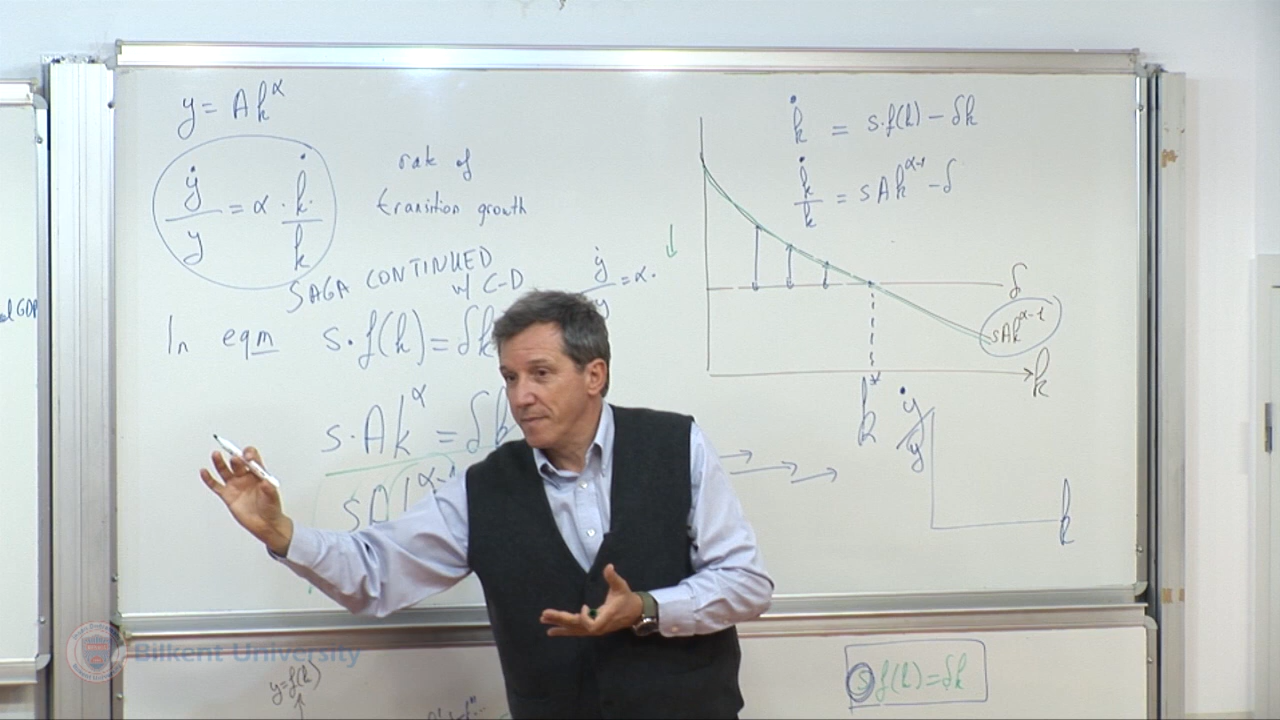 y = Ak^α
ẏ/y = α · k̇/k
rate of
transition growth
SAGA CONTINUED
w/ C-D
ẏ/y = α ·
In eqm s·f(k) = δk
s·Ak^α = δk
k̇ = s·f(k) − δk
k̇/k = sAk^(α-1) − δ
δ
sAk^(α-1)
k
k*
ẏ/y
k
Bilkent University
y=f(k)
sf(k)=δk